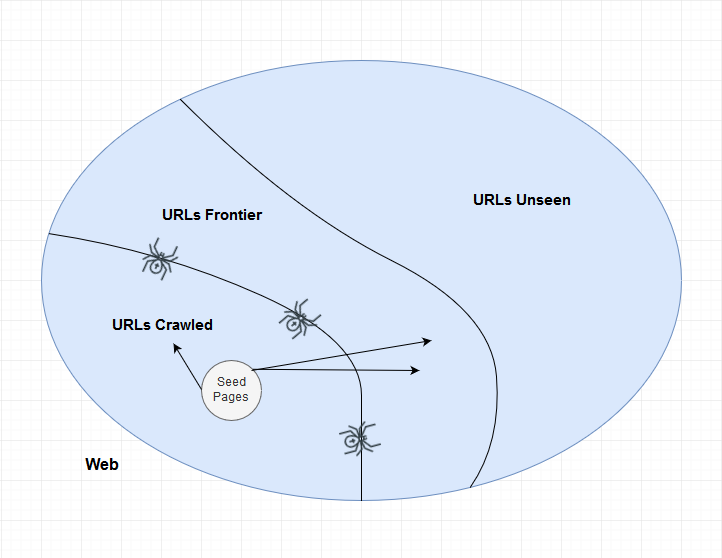 URLs Unseen
URLs Frontier
URLs Crawled
Seed
Pages
Web